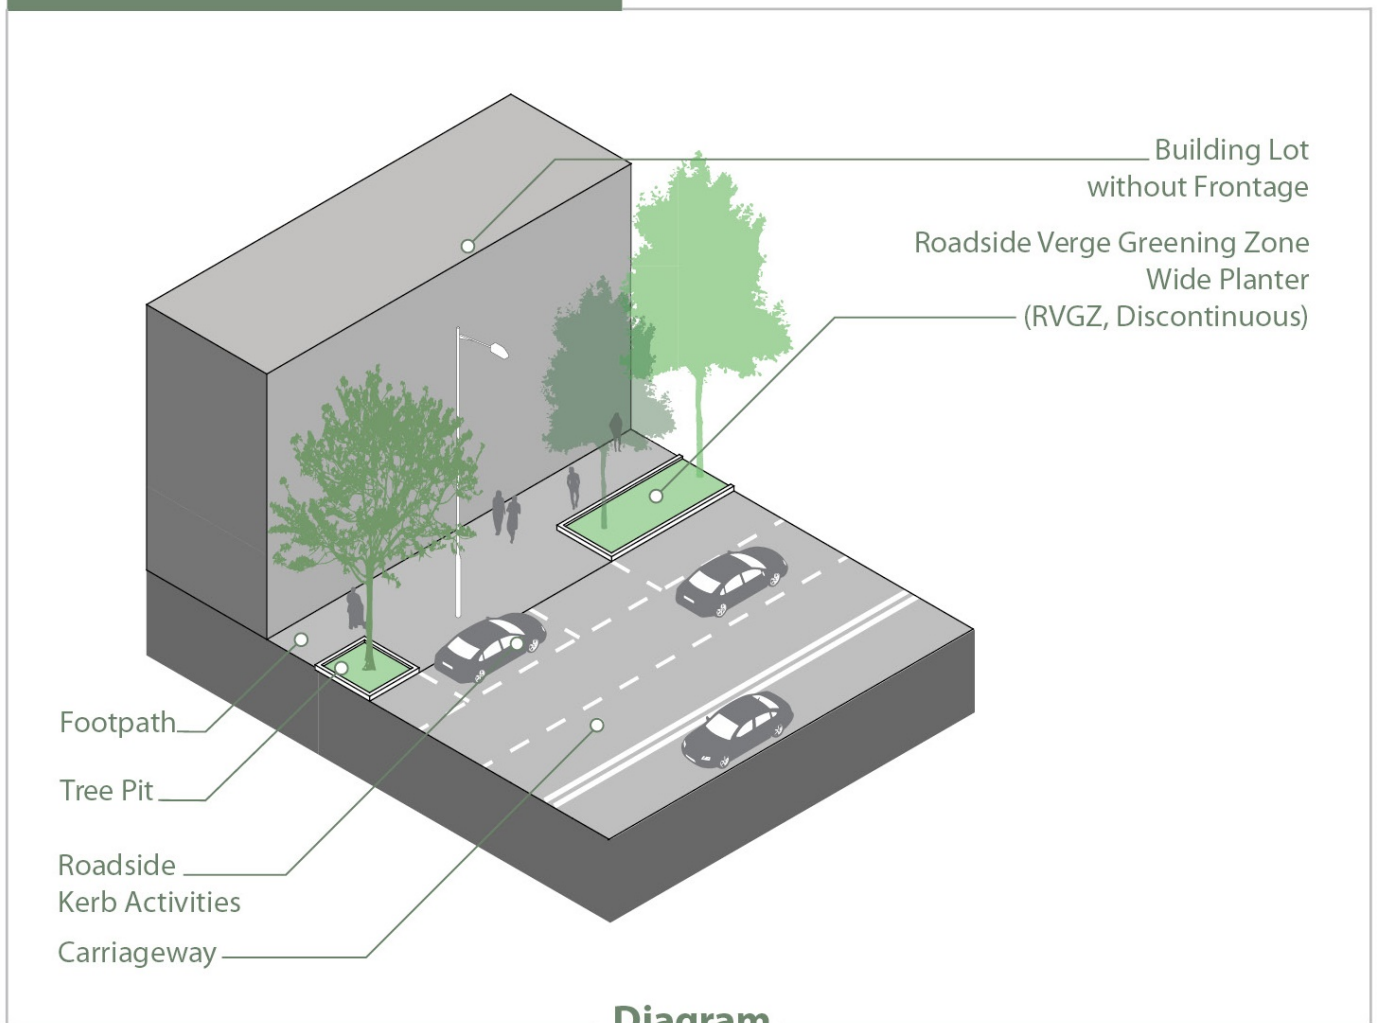 Building Lot
without Frontage
Roadside Verge Greening Zone
Wide Planter
(RVGZ, Discontinuous)
Footpath
Tree Pit
Roadside
Kerb Activities
Carriageway
Diagram